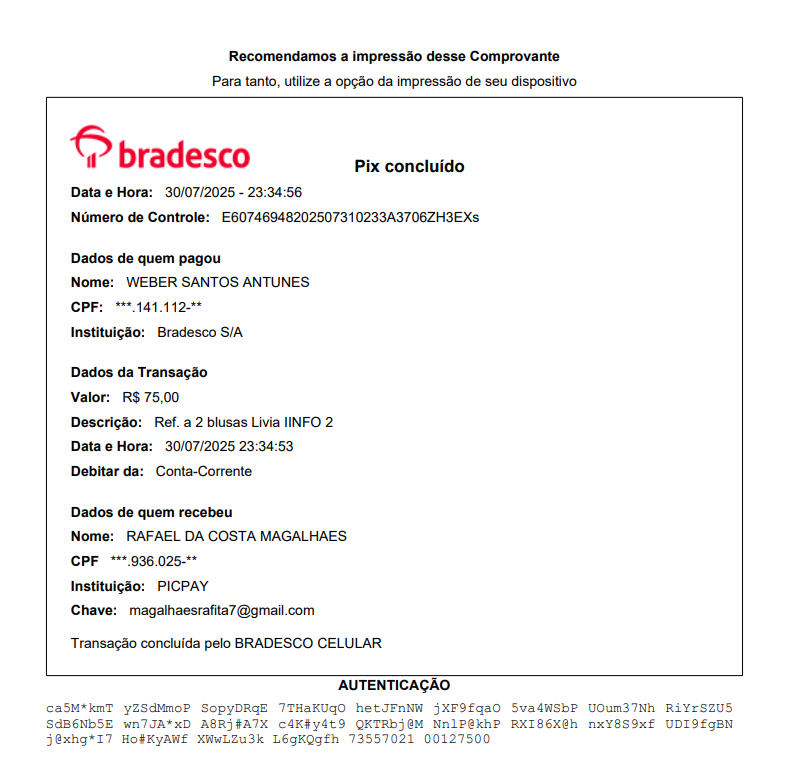 Recomendamos a impressão desse Comprovante
Para tanto, utilize a opção da impressão de seu dispositivo
bradesco
Pix concluído
Data e Hora: 30/07/2025 - 23:34:56
Número de Controle: E60746948202507310233A3706ZH3EXs
Dados de quem pagou
Nome: WEBER SANTOS ANTUNES
CPF: ***.141.112-**
Instituição: Bradesco S/A
Dados da Transação
Valor: R$ 75,00
Descrição: Ref. a 2 blusas Livia IINFO 2
Data e Hora: 30/07/2025 23:34:53
Debitar da: Conta-Corrente
Dados de quem recebeu
Nome: RAFAEL DA COSTA MAGALHAES
CPF ***.936.025-**
Instituição: PICPAY
Chave: magalhaesrafita7@gmail.com
Transação concluída pelo BRADESCO CELULAR
AUTENTICAÇÃO
ca5M*kmT yZSdMmoP SopyDRqE 7THaKUqO hetJFnNW jXF9fqaO 5va4WSbP UOum37Nh RiYrSZU5
SdB6Nb5E wn7JA*xD A8Rj#A7X c4K#y4t9 QKTRbj@M NnlP@khP RXI86X@h nxY8S9xf UDI9fgBN
j@xhg*I7 Ho#KyAWf XWwLZu3k L6gKQgfh 73557021 00127500